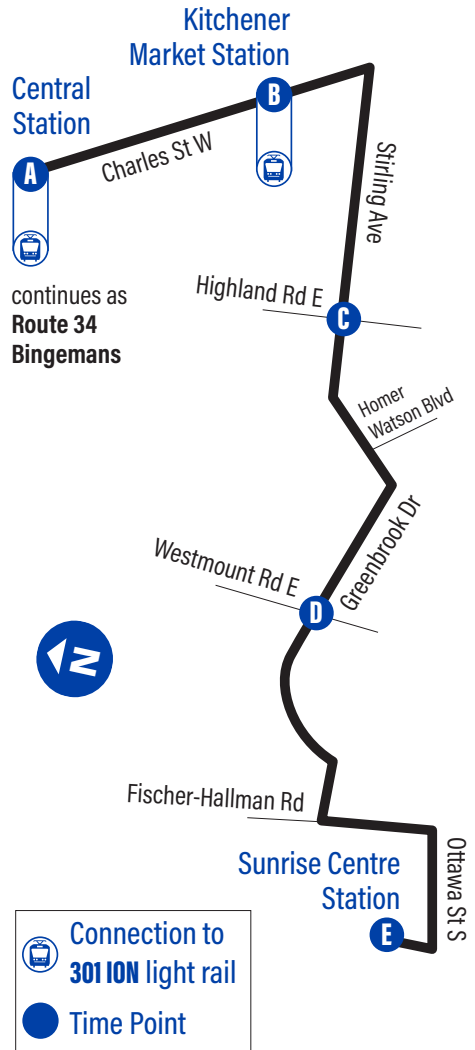 Kitchener
Market Station
Central
Station
B
A
Charles St W
Stirling Ave
continues as
Route 34
Bingemans
Highland Rd E
C
Homer
Watson Blvd
Greenbrook Dr
Westmount Rd E
D
N
Fischer-Hallman Rd
Ottawa St S
Sunrise Centre
Station
E
Connection to
301 ION light rail
Time Point